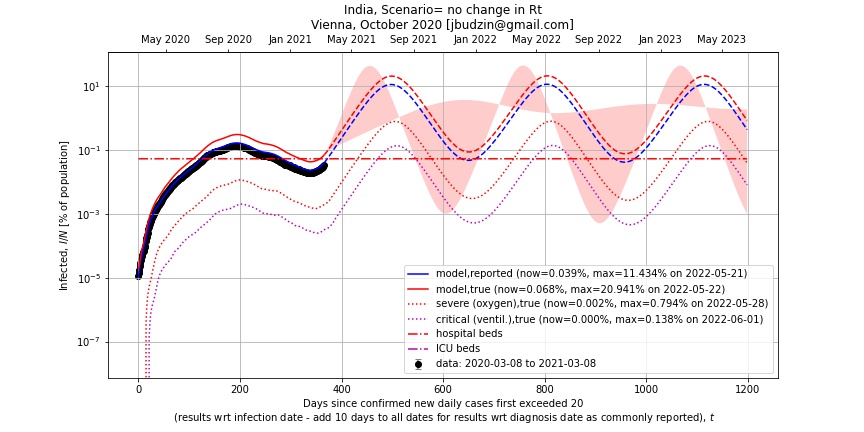 India, Scenario= no change in Rt
Vienna, October 2020 [jbudzin@gmail.com]
May 2020 Sep 2020 Jan 2021 May 2021 Sep 2021 Jan 2022 May 2022 Sep 2022 Jan 2023 May 2023
10¹
10⁻¹
10⁻³
10⁻⁵
10⁻⁷
Infected, I/N [% of population]
model,reported (now=0.039%, max=11.434% on 2022-05-21)
model,true (now=0.068%, max=20.941% on 2022-05-22)
severe (oxygen),true (now=0.002%, max=0.794% on 2022-05-28)
critical (ventil.),true (now=0.000%, max=0.138% on 2022-06-01)
hospital beds
ICU beds
data: 2020-03-08 to 2021-03-08
0 200 400 600 800 1000 1200
Days since confirmed new daily cases first exceeded 20
(results wrt infection date - add 10 days to all dates for results wrt diagnosis date as commonly reported), t